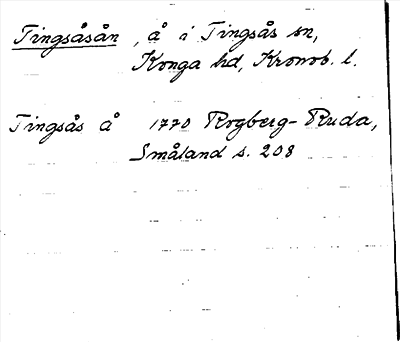 Tingsåsån, å i Tingsås sn,
Konga hd, Kronob. l.
Tingsås å 1770 Rogberg-Ruda,
Småland s. 208